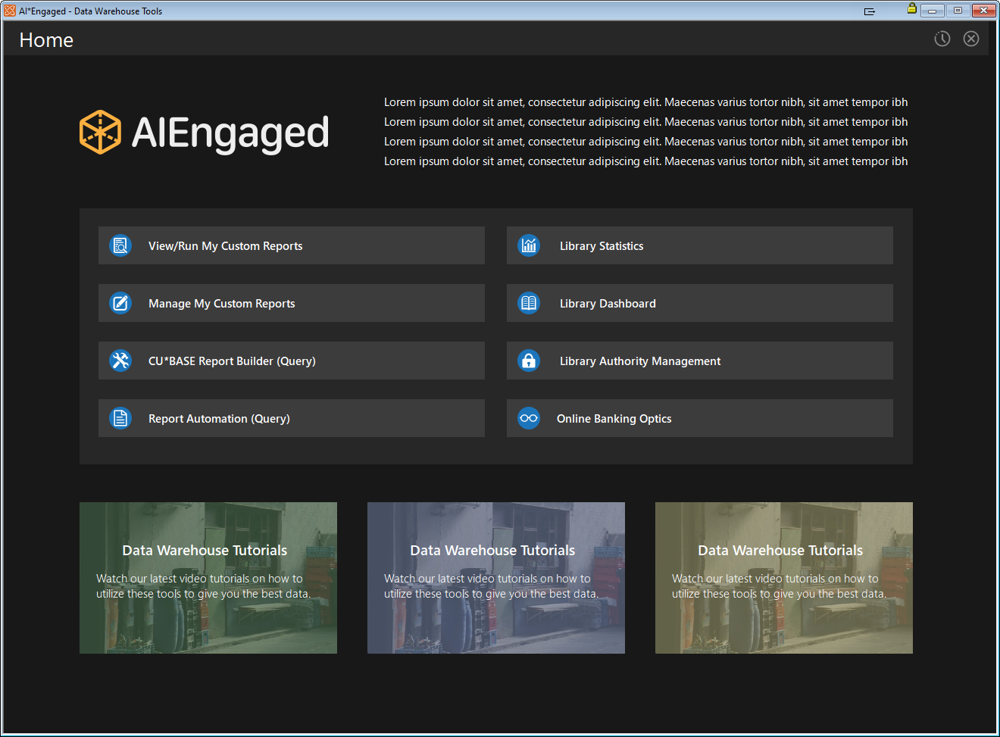 AI*Engaged - Data Warehouse Tools
Home
AIEngaged
Lorem ipsum dolor sit amet, consectetur adipiscing elit. Maecenas varius tortor nibh, sit amet tempor ibh
Lorem ipsum dolor sit amet, consectetur adipiscing elit. Maecenas varius tortor nibh, sit amet tempor ibh
Lorem ipsum dolor sit amet, consectetur adipiscing elit. Maecenas varius tortor nibh, sit amet tempor ibh
Lorem ipsum dolor sit amet, consectetur adipiscing elit. Maecenas varius tortor nibh, sit amet tempor ibh
View/Run My Custom Reports
Library Statistics
Manage My Custom Reports
Library Dashboard
CU*BASE Report Builder (Query)
Library Authority Management
Report Automation (Query)
Online Banking Optics
Data Warehouse Tutorials
Watch our latest video tutorials on how to
utilize these tools to give you the best data.
Data Warehouse Tutorials
Watch our latest video tutorials on how to
utilize these tools to give you the best data.
Data Warehouse Tutorials
Watch our latest video tutorials on how to
utilize these tools to give you the best data.